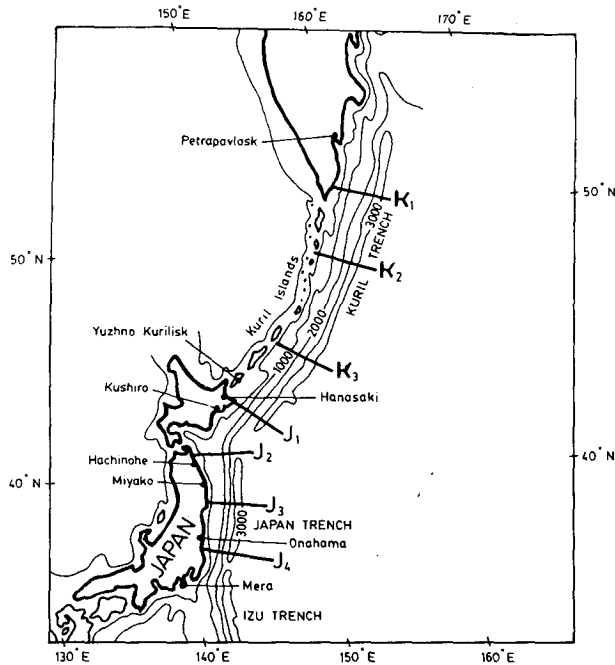 150°E
160°E
170°E
Petrapavlosk
K1
50°N
3000
KURIL TRENCH
K2
50°N
Kuril Islands
2000
Yuzhno Kurilisk
1000
K3
Kushiro
Hanasaki
J1
J2
40°N
Hachinohe
40°N
Miyako
J3
3000
JAPAN TRENCH
JAPAN
Onahama
J4
Mera
IZU TRENCH
130°E
140°E
150°E
160°E